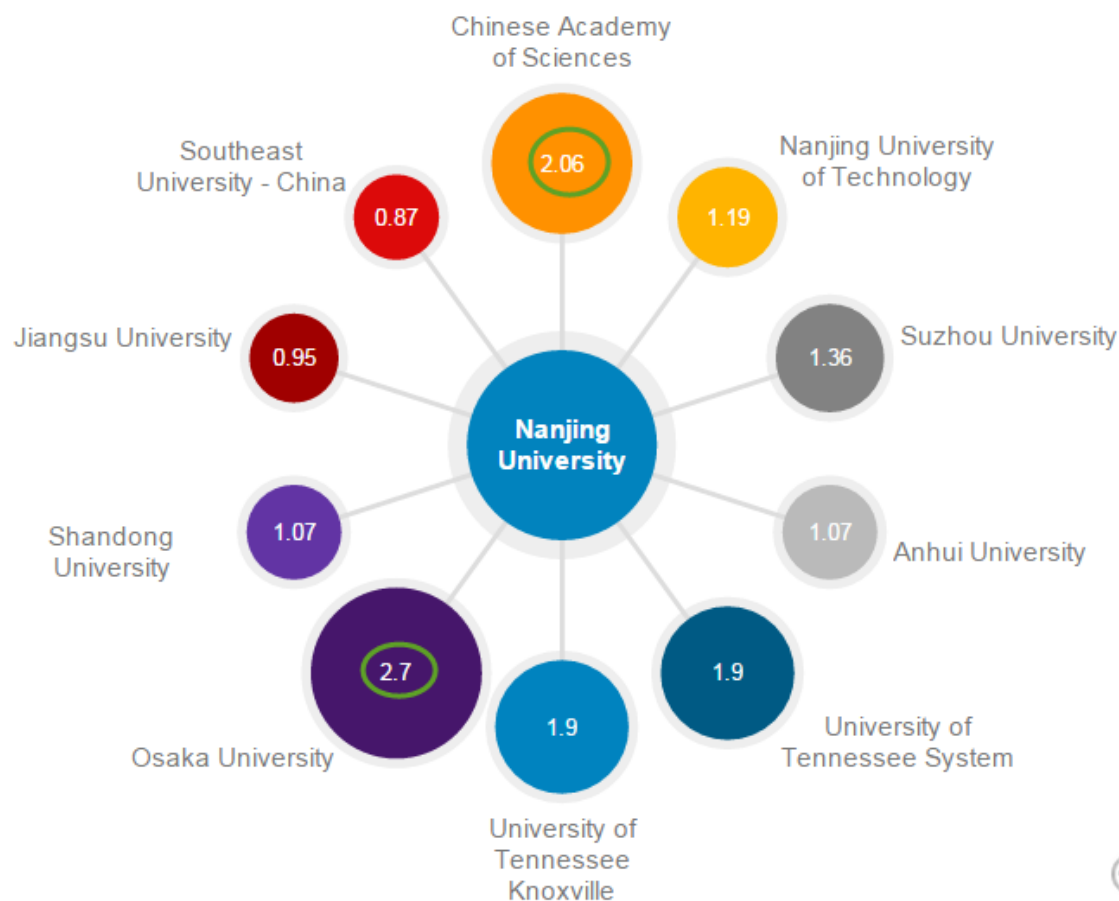 Chinese Academy
of Sciences
2.06
Nanjing University
of Technology
1.19
Southeast
University - China
0.87
Suzhou University
1.36
Jiangsu University
0.95
Nanjing
University
Shandong
University
1.07
1.07
Anhui University
2.7
Osaka University
1.9
University of
Tennessee
Knoxville
1.9
University of
Tennessee System